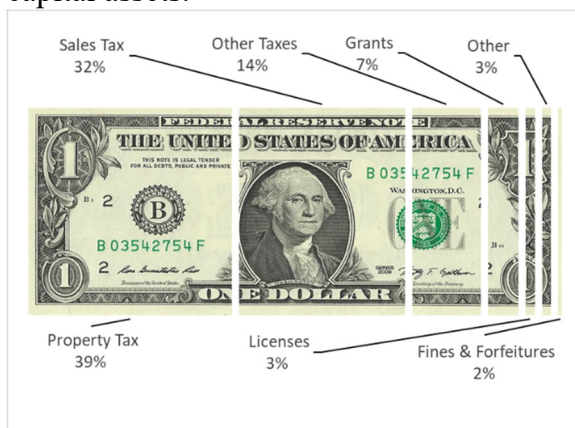 capital assets.
Sales Tax
32%
Other Taxes
14%
Grants
7%
Other
3%
FEDERAL RESERVE NOTE
THE UNITED STATES OF AMERICA
THIS NOTE IS LEGAL TENDER
FOR ALL DEBTS, PUBLIC AND PRIVATE
B 03542754 F
WASHINGTON, D.C.
2
B
B 03542754 F
2
SERIES
2009
ONE DOLLAR
1
1
ONE
Property Tax
39%
Licenses
3%
Fines & Forfeitures
2%